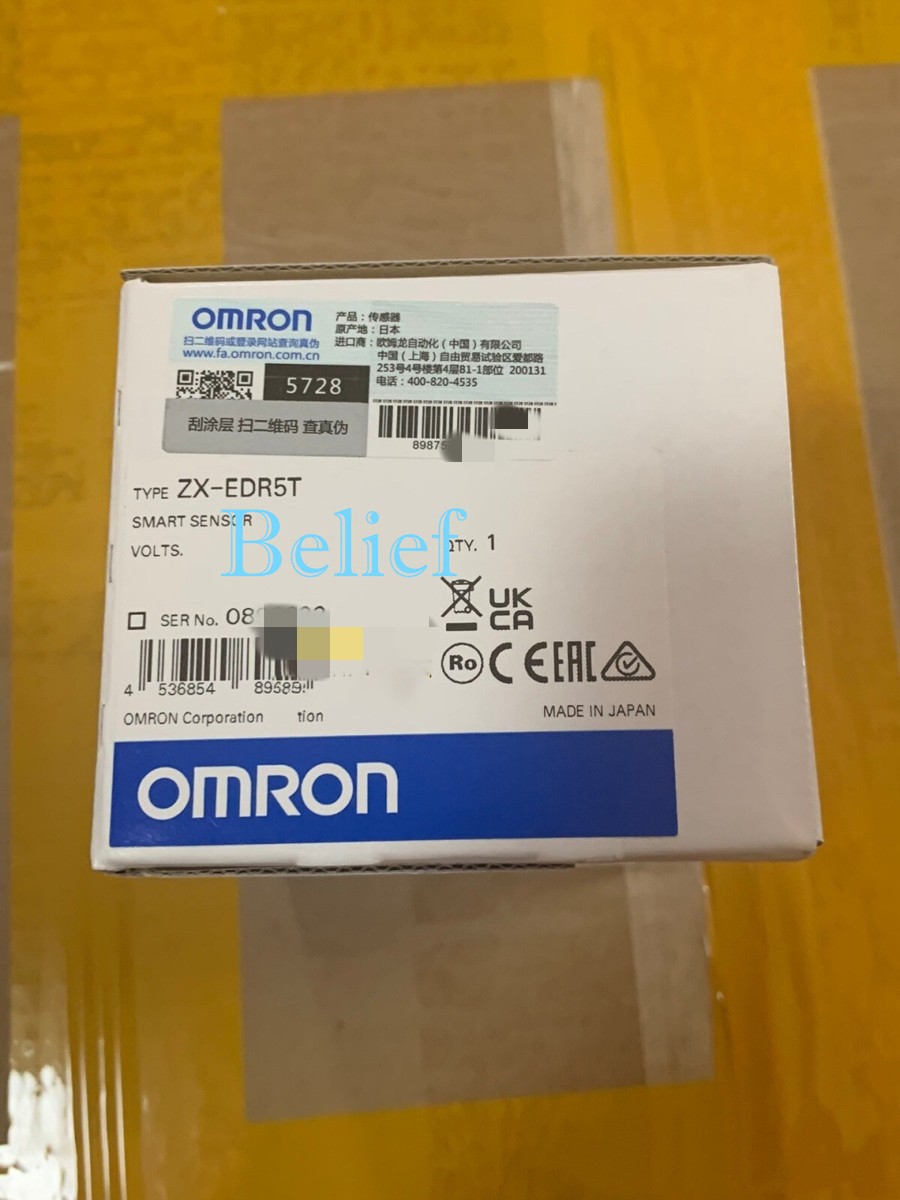 OMRON
扫二维码或登录网站查询真伪
www.fa.omron.com.cn
5728
刮涂层 扫二维码 查真伪
产品：传感器
原产地：日本
进口商：欧姆龙自动化（中国）有限公司
中国（上海）自由贸易试验区爱都路
253号4号楼第4层B1-1部位 200131
电话：400-820-4535
TYPE ZX-EDR5T
SMART SENSOR
VOLTS.
QTY. 1
Belief
SER No.
UK
CA
Ro CE EAC
4 536854
OMRON Corporation tion
MADE IN JAPAN
OMRON